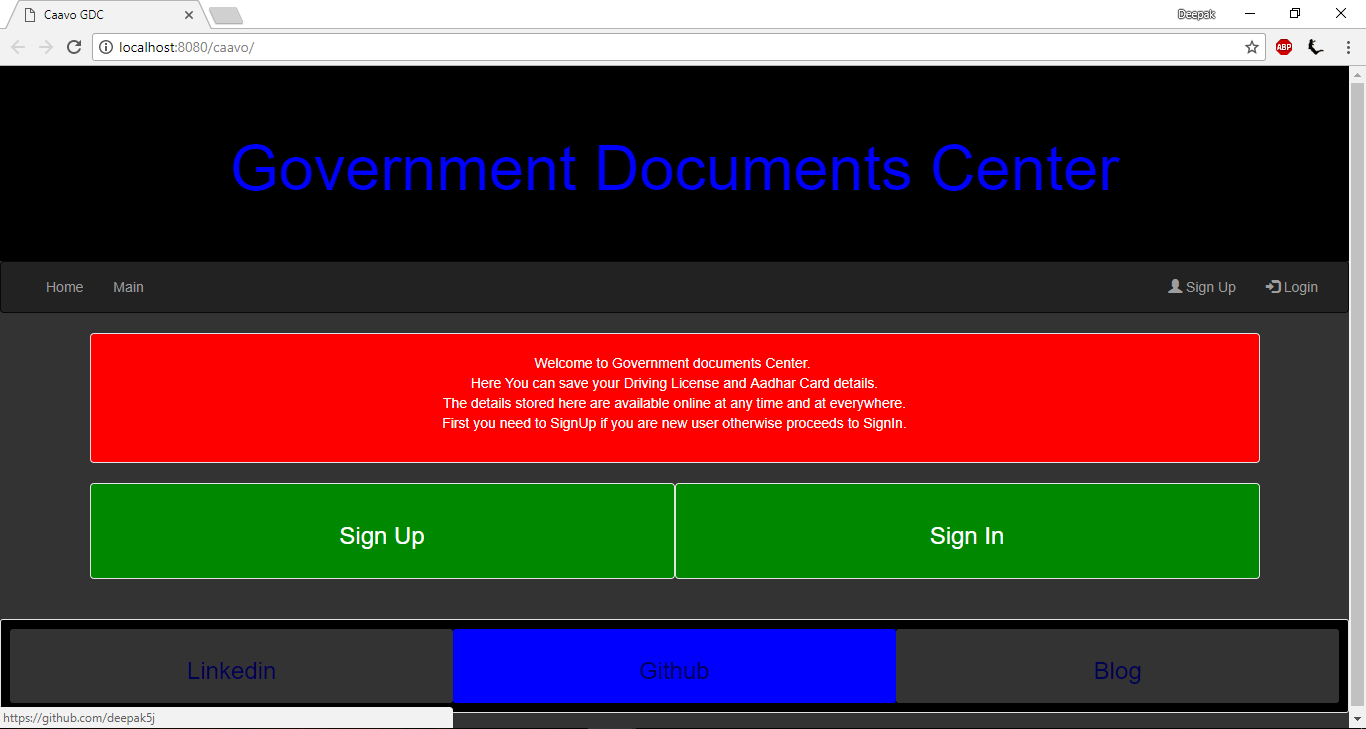 Caavo GDC
Deepak
localhost:8080/caavo/
ABP
Government Documents Center
Home Main Sign Up Login
Welcome to Government documents Center.
Here You can save your Driving License and Aadhar Card details.
The details stored here are available online at any time and at everywhere.
First you need to SignUp if you are new user otherwise proceeds to SignIn.
Sign Up Sign In
Linkedin Github Blog
https://github.com/deepak5j